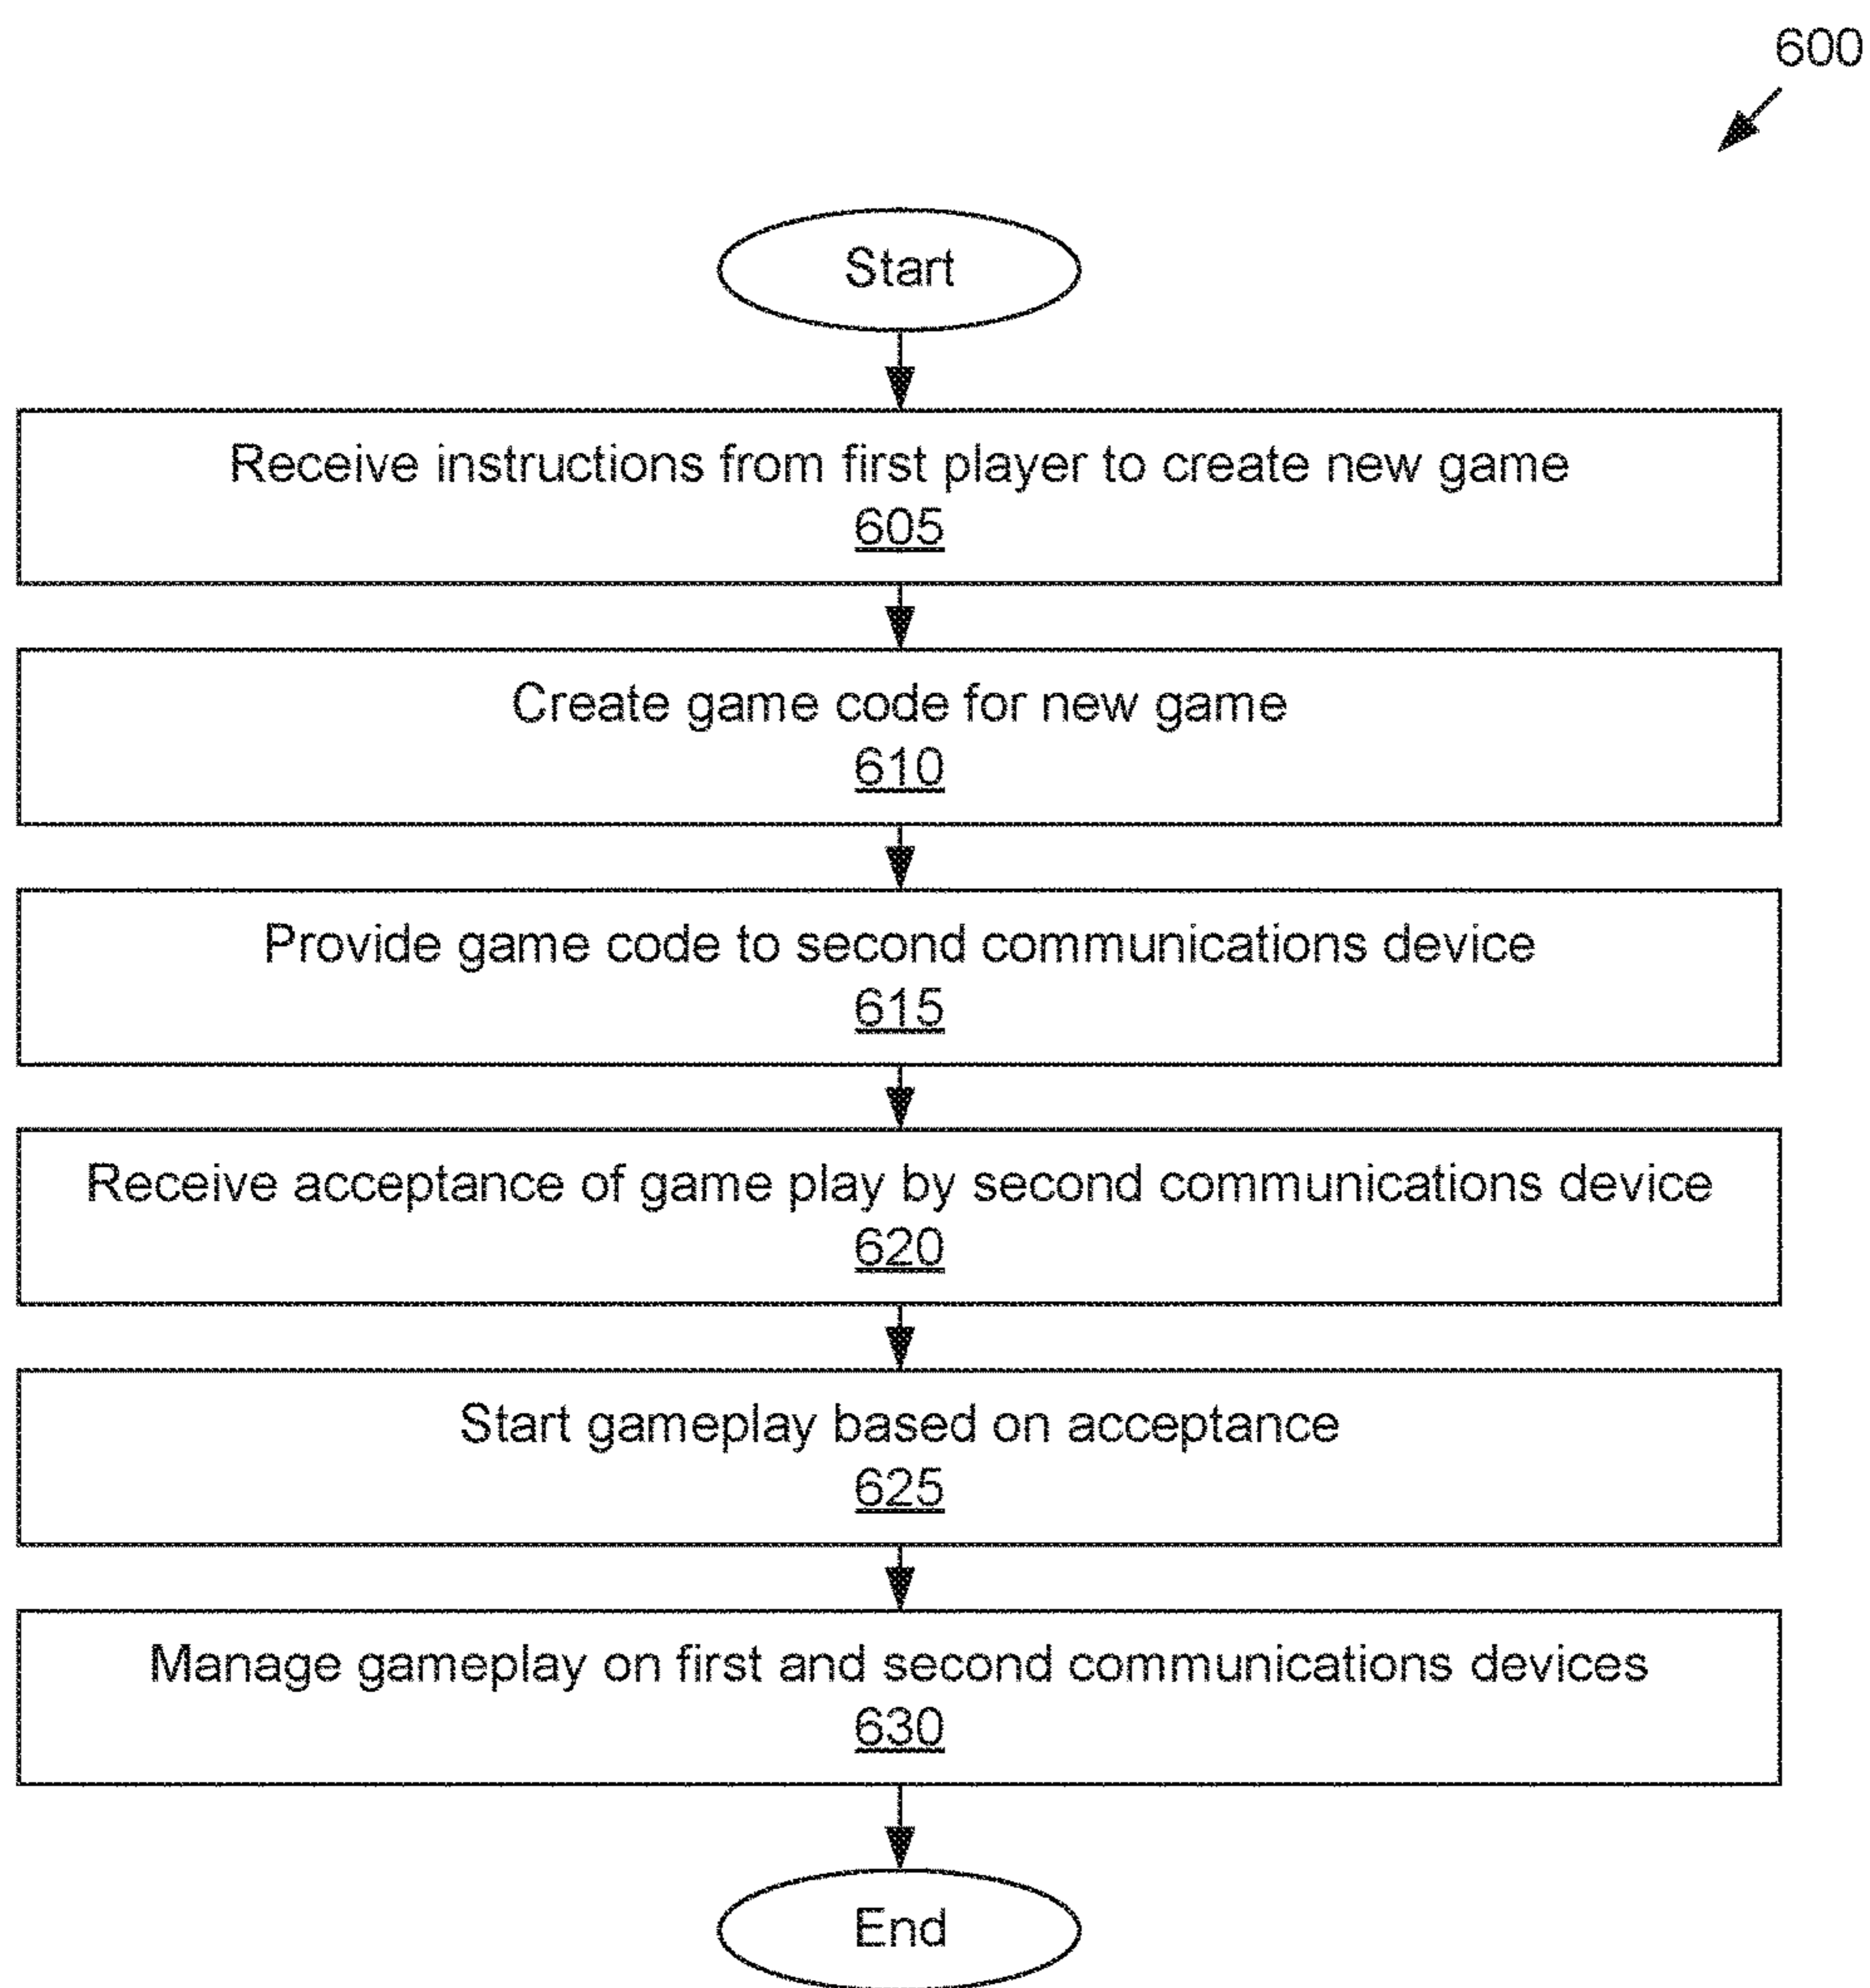 600
Start
Receive instructions from first player to create new game
605
Create game code for new game
610
Provide game code to second communications device
615
Receive acceptance of game play by second communications device
620
Start gameplay based on acceptance
625
Manage gameplay on first and second communications devices
630
End